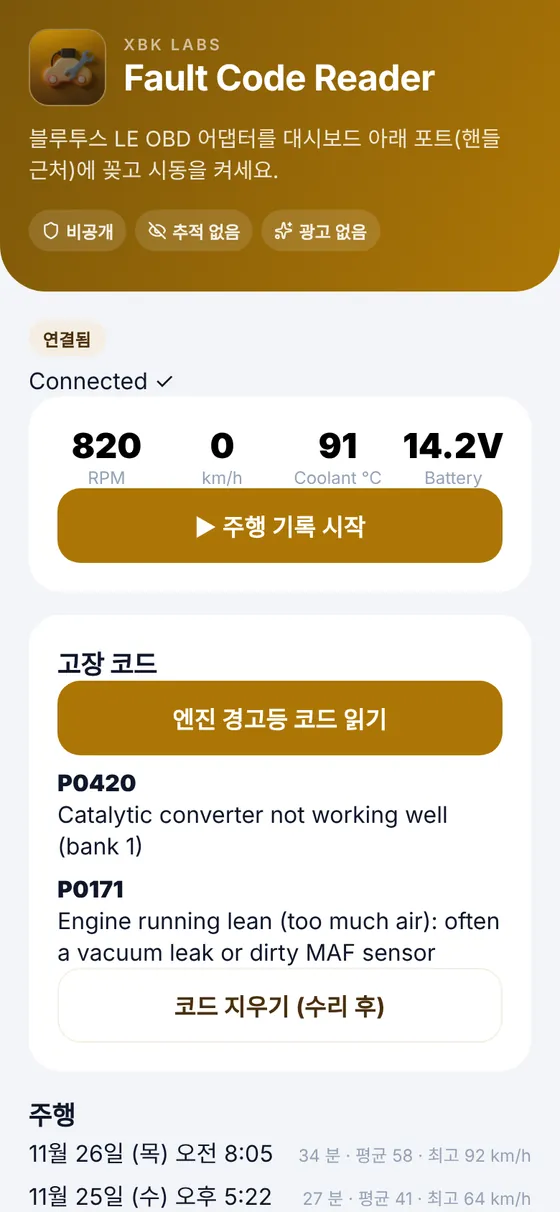 XBK LABS
Fault Code Reader
블루투스 LE OBD 어댑터를 대시보드 아래 포트(핸들
근처)에 꽂고 시동을 켜세요.
비공개 추적 없음 광고 없음
연결됨
Connected ✓
820 0 91 14.2V
RPM km/h Coolant °C Battery
▶ 주행 기록 시작
고장 코드
엔진 경고등 코드 읽기
P0420
Catalytic converter not working well
(bank 1)
P0171
Engine running lean (too much air): often
a vacuum leak or dirty MAF sensor
코드 지우기 (수리 후)
주행
11월 26일 (목) 오전 8:05 34 분 · 평균 58 · 최고 92 km/h
11월 25일 (수) 오후 5:22 27 분 · 평균 41 · 최고 64 km/h